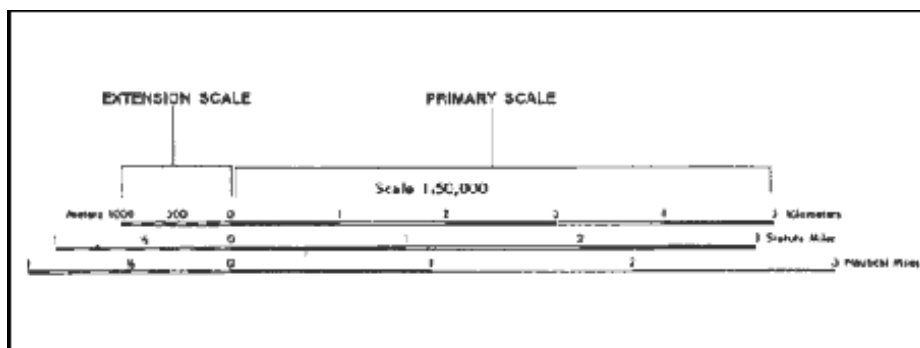 EXTENSION SCALE PRIMARY SCALE
Scale 1:50,000
Meters 1000 500 0 1 2 3 4 5 Kilometers
1 ½ 0 1 2 3 Statute Miles
1 ½ 0 1 2 3 Nautical Miles